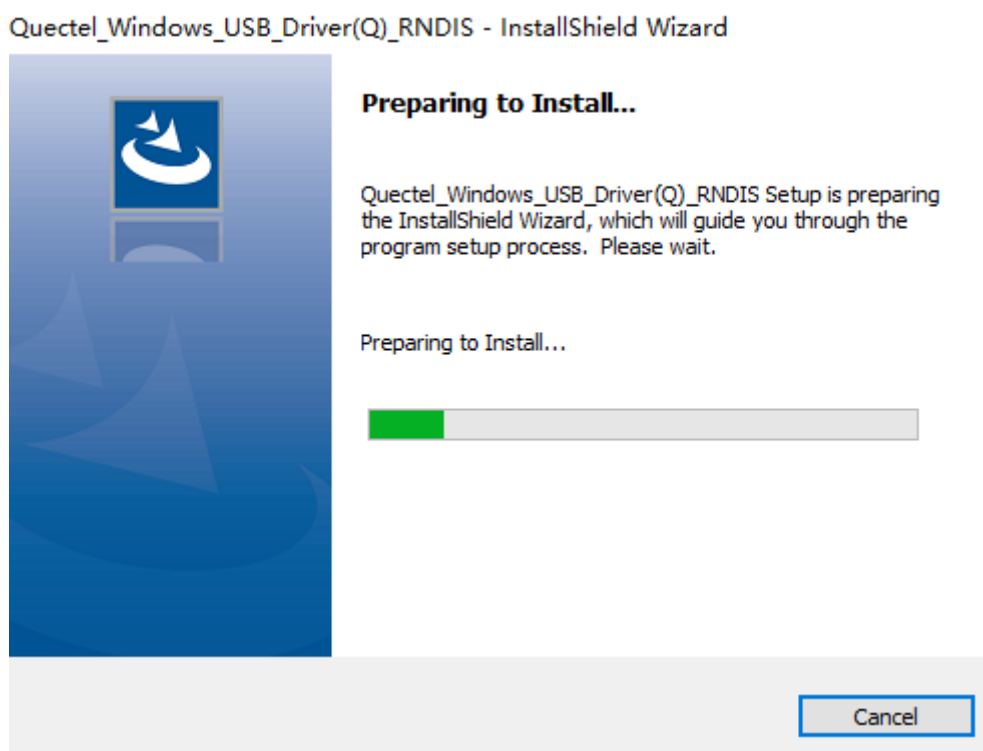 Quectel_Windows_USB_Driver(Q)_RNDIS - InstallShield Wizard
Preparing to Install...
Quectel_Windows_USB_Driver(Q)_RNDIS Setup is preparing
the InstallShield Wizard, which will guide you through the
program setup process.  Please wait.
Preparing to Install...
Cancel